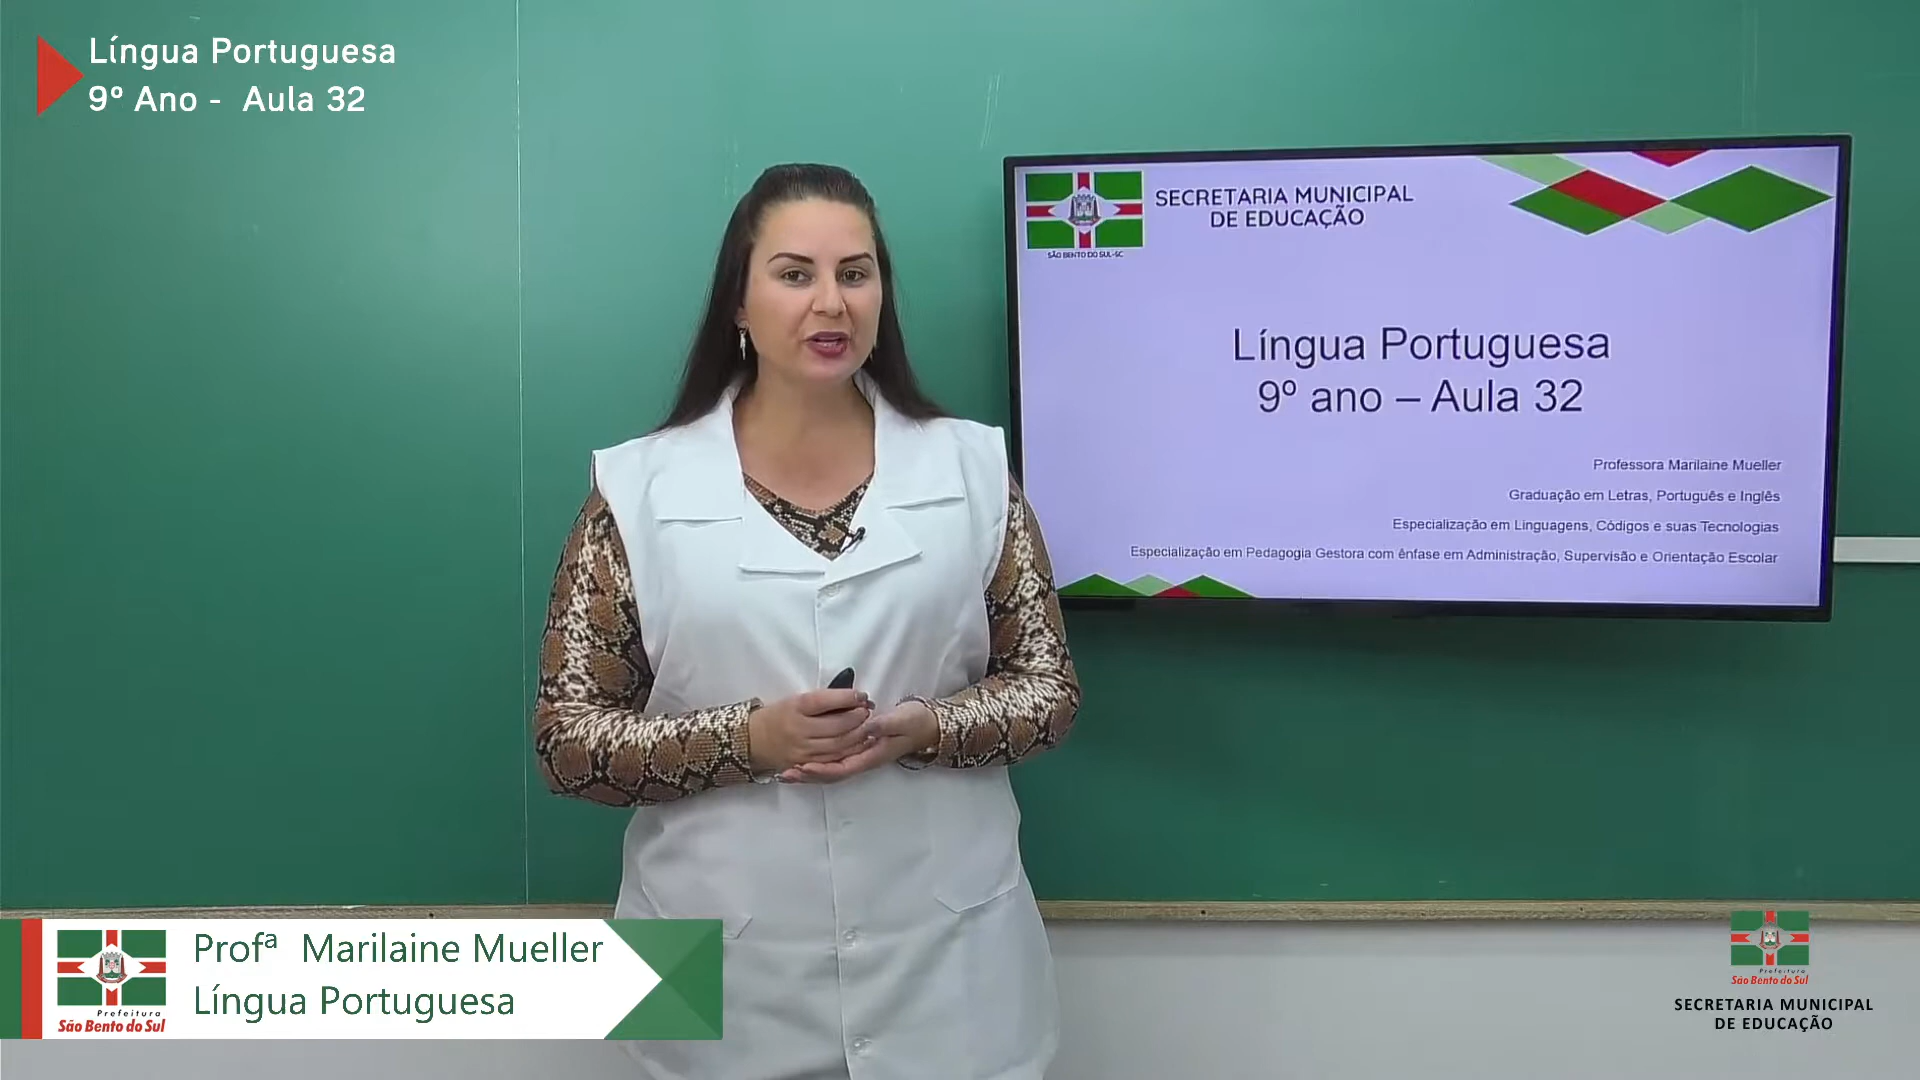 Língua Portuguesa
9º Ano - Aula 32
SECRETARIA MUNICIPAL
DE EDUCAÇÃO
SÃO BENTO DO SUL-SC
Língua Portuguesa
9º ano – Aula 32
Professora Marilaine Mueller
Graduação em Letras, Português e Inglês
Especialização em Linguagens, Códigos e suas Tecnologias
Especialização em Pedagogia Gestora com ênfase em Administração, Supervisão e Orientação Escolar
Profª Marilaine Mueller
Língua Portuguesa
Prefeitura
São Bento do Sul
Prefeitura
São Bento do Sul
SECRETARIA MUNICIPAL
DE EDUCAÇÃO